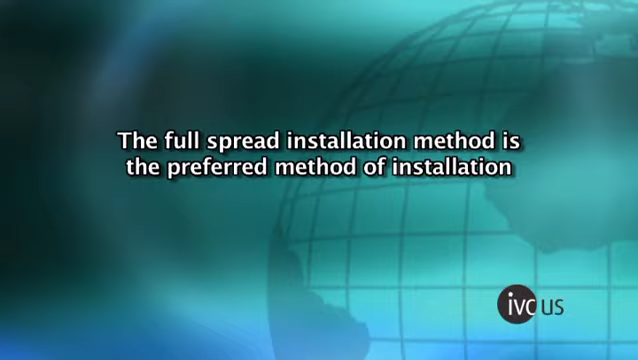 The full spread installation method is
the preferred method of installation
ivc us